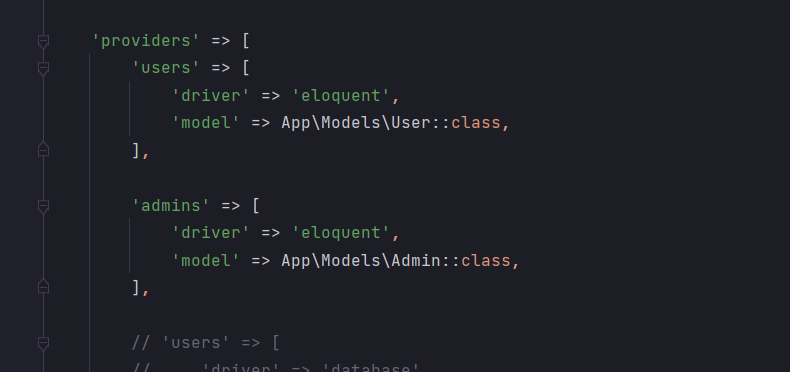 'providers' => [
'users' => [
'driver' => 'eloquent',
'model' => App\Models\User::class,
],
'admins' => [
'driver' => 'eloquent',
'model' => App\Models\Admin::class,
],
// 'users' => [
//     'driver' => 'database'